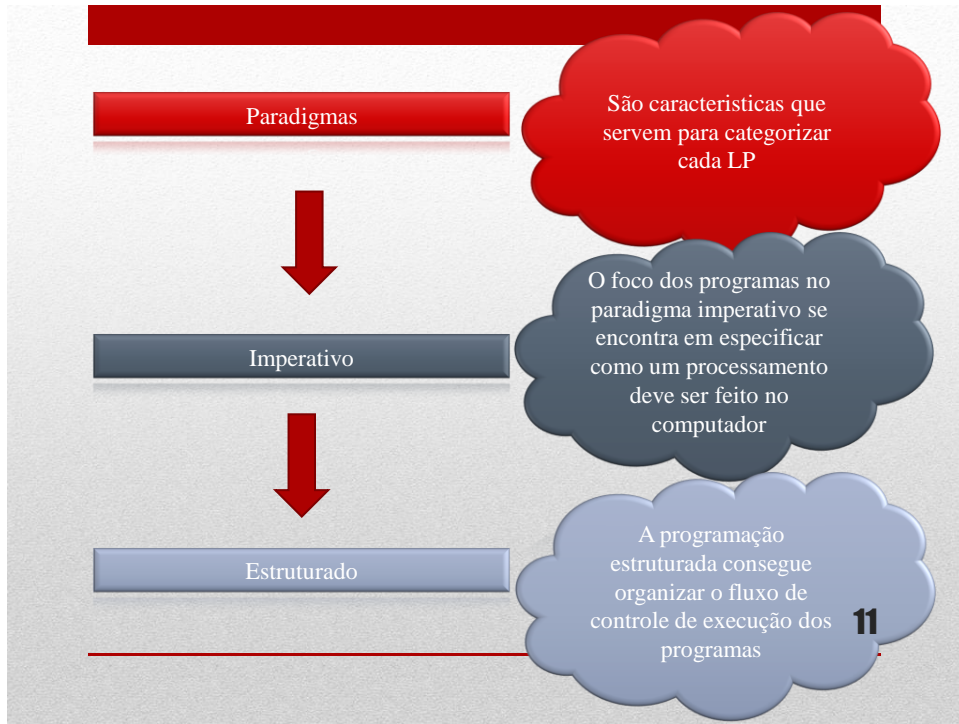 Paradigmas
São caracteristicas que
servem para categorizar
cada LP
Imperativo
O foco dos programas no
paradigma imperativo se
encontra em especificar
como um processamento
deve ser feito no
computador
Estruturado
A programação
estruturada consegue
organizar o fluxo de
controle de execução dos
programas
11